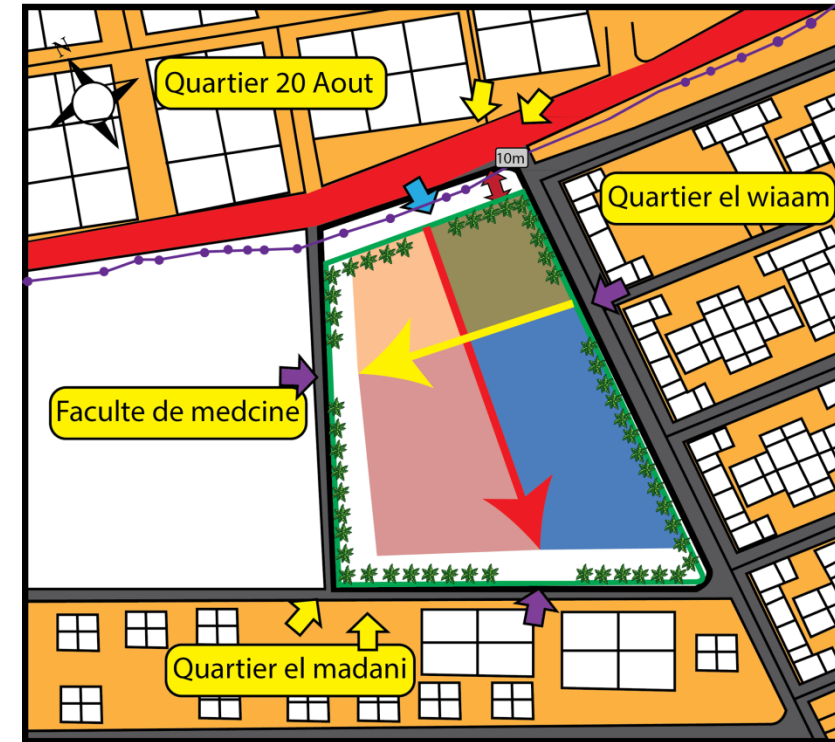 N
Quartier 20 Aout
10m
Quartier el wiaam
Faculte de medcine
Quartier el madani